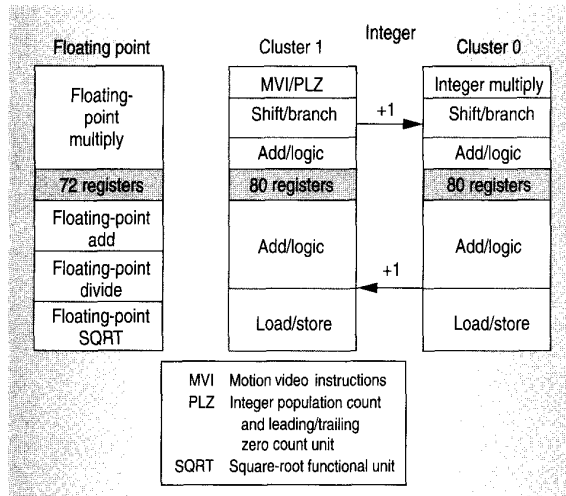 Integer
Floating point
Cluster 1
Cluster 0
Floating-
point
multiply
72 registers
Floating-point
add
Floating-point
divide
Floating-point
SQRT
MVI/PLZ
Shift/branch
Add/logic
80 registers
Add/logic
Load/store
+1
+1
Integer multiply
Shift/branch
Add/logic
80 registers
Add/logic
Load/store
MVI Motion video instructions
PLZ Integer population count
and leading/trailing
zero count unit
SQRT Square-root functional unit